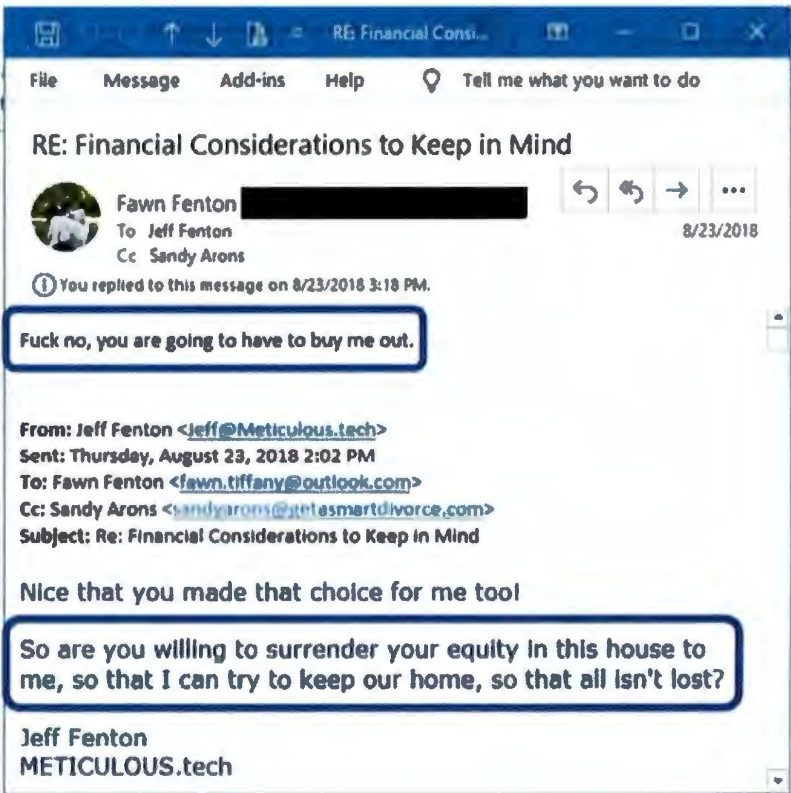 RE: Financial Consi...
File Message Add-ins Help Tell me what you want to do
RE: Financial Considerations to Keep in Mind
Fawn Fenton
To Jeff Fenton
Cc Sandy Arons
8/23/2018
You replied to this message on 8/23/2018 3:18 PM.
Fuck no, you are going to have to buy me out.
From: Jeff Fenton <Jeff@Meticulous.tech>
Sent: Thursday, August 23, 2018 2:02 PM
To: Fawn Fenton <fawn.tiffany@outlook.com>
Cc: Sandy Arons <sandyarons@getasmartdivorce.com>
Subject: Re: Financial Considerations to Keep in Mind
Nice that you made that choice for me too!
So are you willing to surrender your equity in this house to
me, so that I can try to keep our home, so that all isn't lost?
Jeff Fenton
METICULOUS.tech